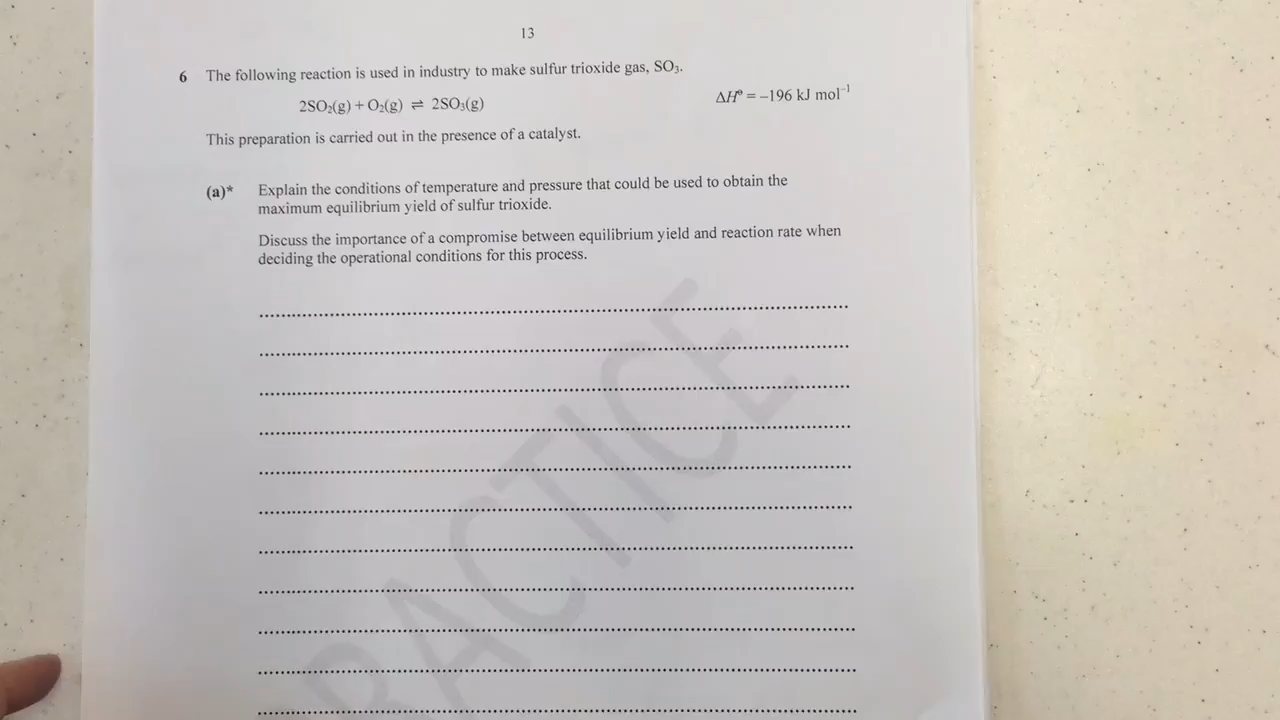 13
6 The following reaction is used in industry to make sulfur trioxide gas, SO₃.
2SO₂(g) + O₂(g) ⇌ 2SO₃(g) ΔH° = –196 kJ mol⁻¹
This preparation is carried out in the presence of a catalyst.
(a)* Explain the conditions of temperature and pressure that could be used to obtain the
maximum equilibrium yield of sulfur trioxide.
Discuss the importance of a compromise between equilibrium yield and reaction rate when
deciding the operational conditions for this process.
PRACTICE